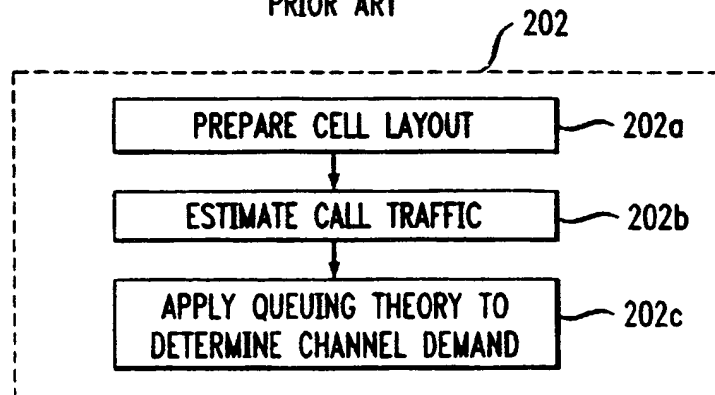 PRIOR ART
202
PREPARE CELL LAYOUT
202a
ESTIMATE CALL TRAFFIC
202b
APPLY QUEUING THEORY TO
DETERMINE CHANNEL DEMAND
202c